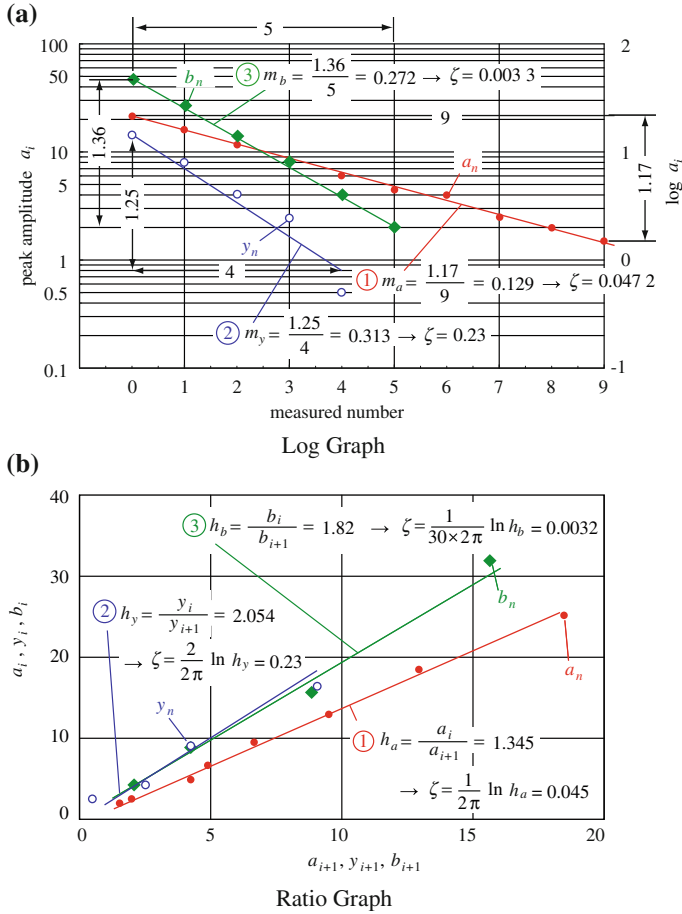 (a)
5
100
50
10
5
1
0.5
0.1
peak amplitude a_i
2
1
0
-1
log a_i
b_n
③ m_b = 1.36/5 = 0.272 → ζ = 0.003 3
9
1.36
1.25
1.17
a_n
y_n
4
① m_a = 1.17/9 = 0.129 → ζ = 0.047 2
② m_y = 1.25/4 = 0.313 → ζ = 0.23
0 1 2 3 4 5 6 7 8 9
measured number
Log Graph
(b)
40
30
20
10
0
a_i , y_i , b_i
③ h_b = b_i/b_{i+1} = 1.82 → ζ = 1/(30×2π) ln h_b = 0.0032
b_n
② h_y = y_i/y_{i+1} = 2.054
→ ζ = 2/2π ln h_y = 0.23
a_n
y_n
① h_a = a_i/a_{i+1} = 1.345
→ ζ = 1/2π ln h_a = 0.045
0 5 10 15 20
a_{i+1}, y_{i+1}, b_{i+1}
Ratio Graph